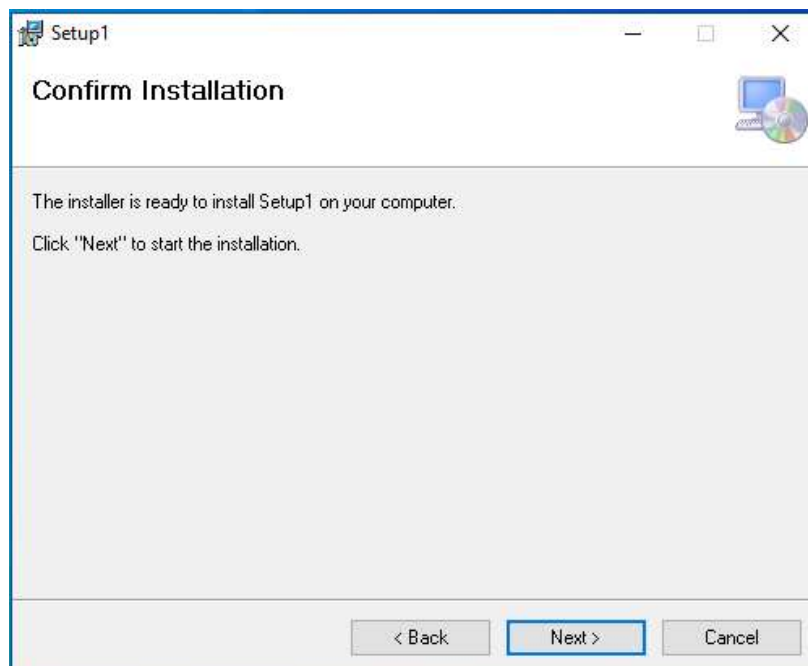 Setup1
Confirm Installation
The installer is ready to install Setup1 on your computer.
Click "Next" to start the installation.
< Back Next > Cancel